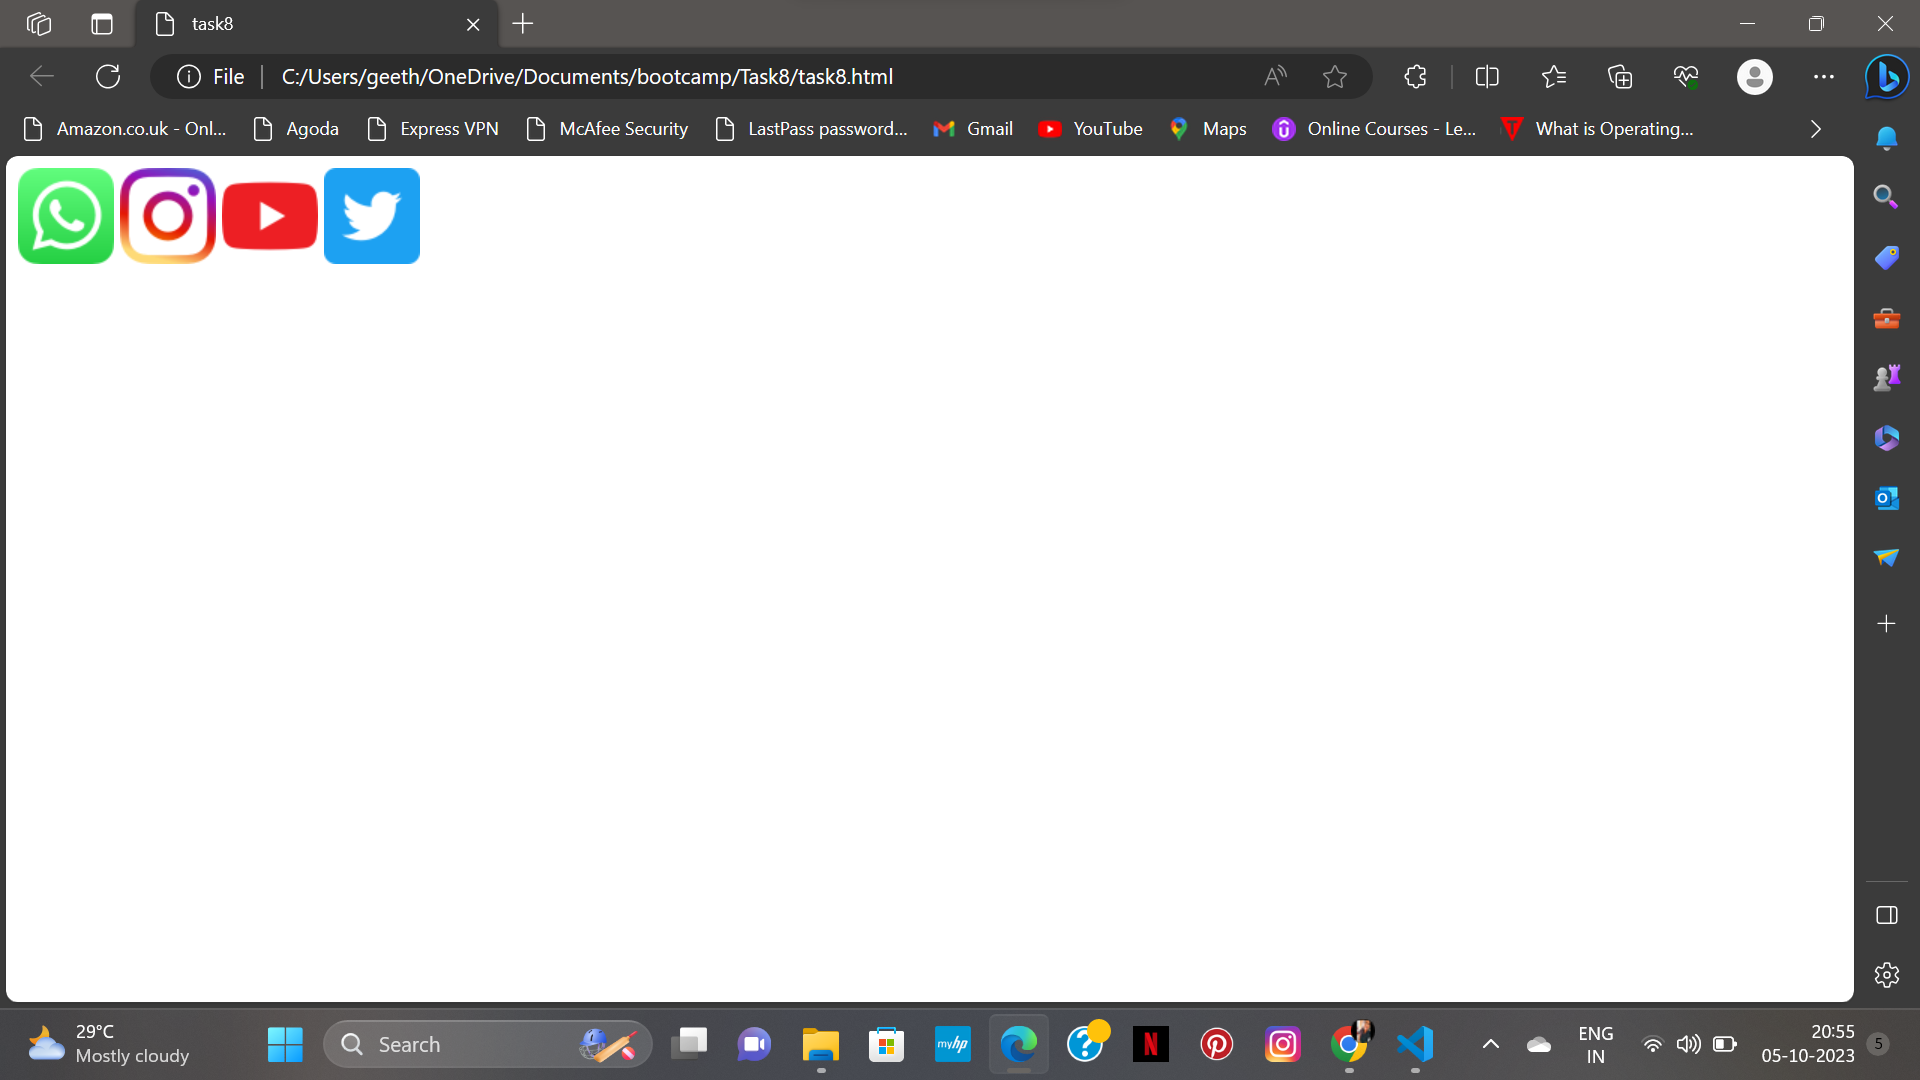 task8
File C:/Users/geeth/OneDrive/Documents/bootcamp/Task8/task8.html
Amazon.co.uk - Onl... Agoda Express VPN McAfee Security LastPass password... Gmail YouTube Maps Online Courses - Le... What is Operating...
29°C
Mostly cloudy
Search
myhp
ENG
IN
20:55
05-10-2023
5